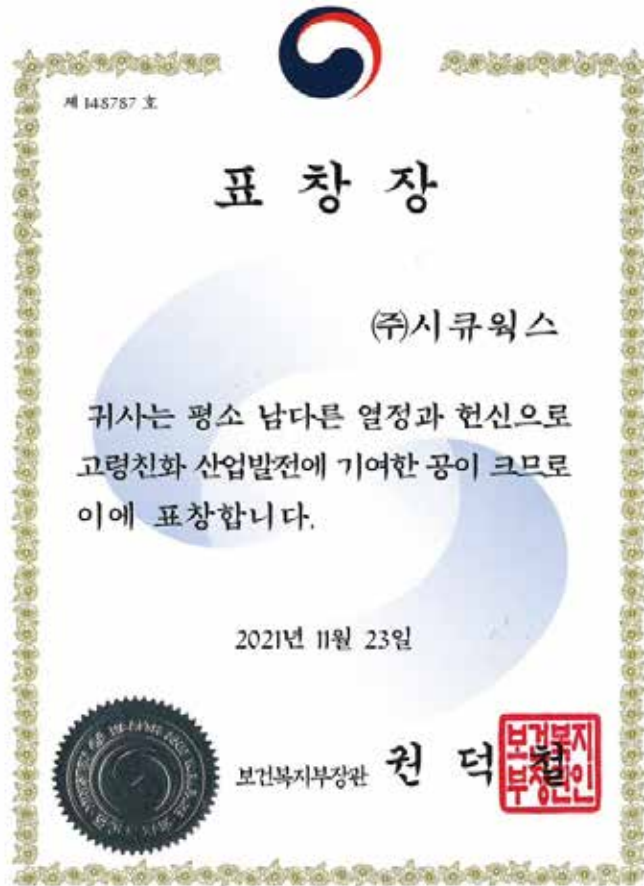 제 148787 호
표 창 장
㈜시큐웍스
귀사는 평소 남다른 열정과 헌신으로
고령친화 산업발전에 기여한 공이 크므로
이에 표창합니다.
2021년 11월 23일
보건복지부장관 권 덕 철
보건복지
부장관인